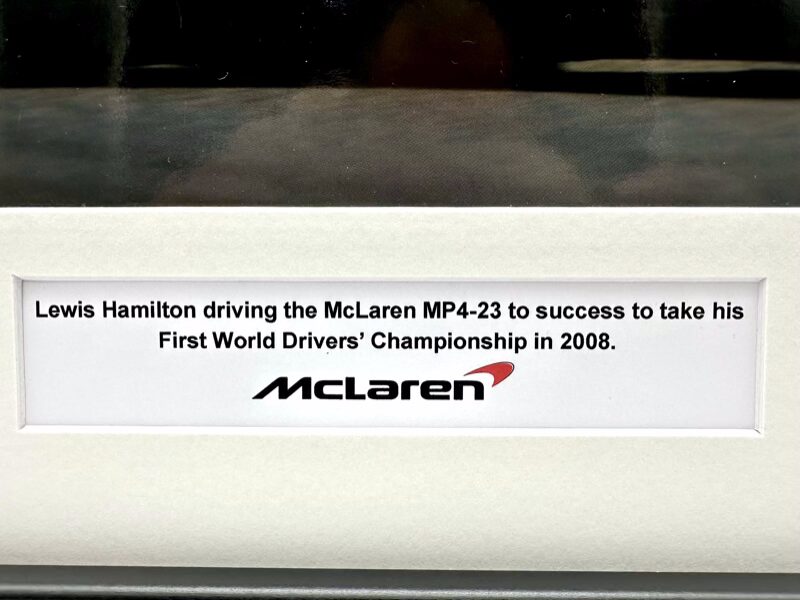 Lewis Hamilton driving the McLaren MP4-23 to success to take his
First World Drivers’ Championship in 2008.
McLaren